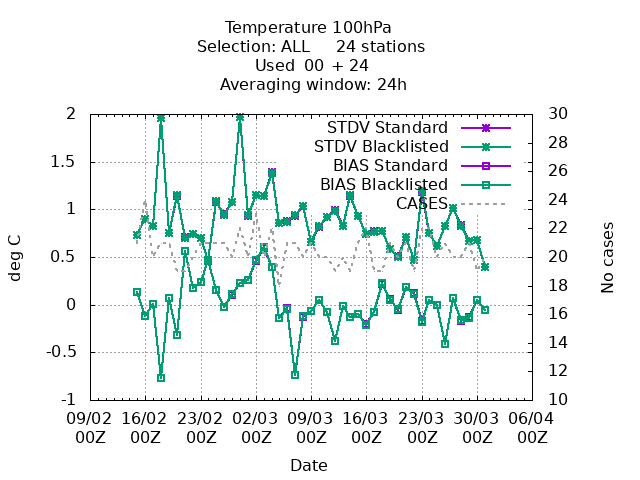 Temperature 100hPa
Selection: ALL 24 stations
Used 00 + 24
Averaging window: 24h
2
1.5
1
0.5
0
-0.5
-1
deg C
30
28
26
24
22
20
18
16
14
12
10
No cases
STDV Standard
STDV Blacklisted
BIAS Standard
BIAS Blacklisted
CASES
09/02 16/02 23/02 02/03 09/03 16/03 23/03 30/03 06/04
00Z 00Z 00Z 00Z 00Z 00Z 00Z 00Z 00Z
Date